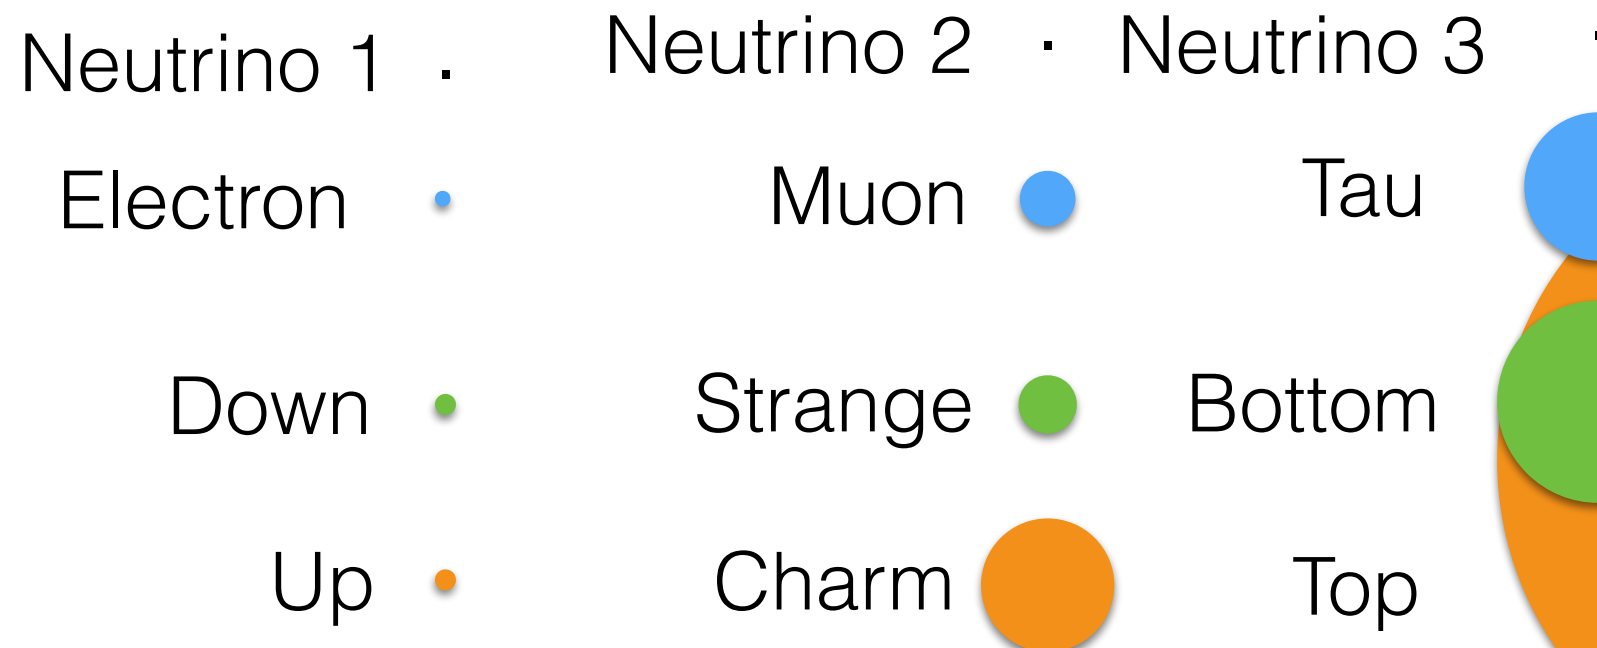 Neutrino 1
Neutrino 2
Neutrino 3
Electron
Muon
Tau
Down
Strange
Bottom
Up
Charm
Top